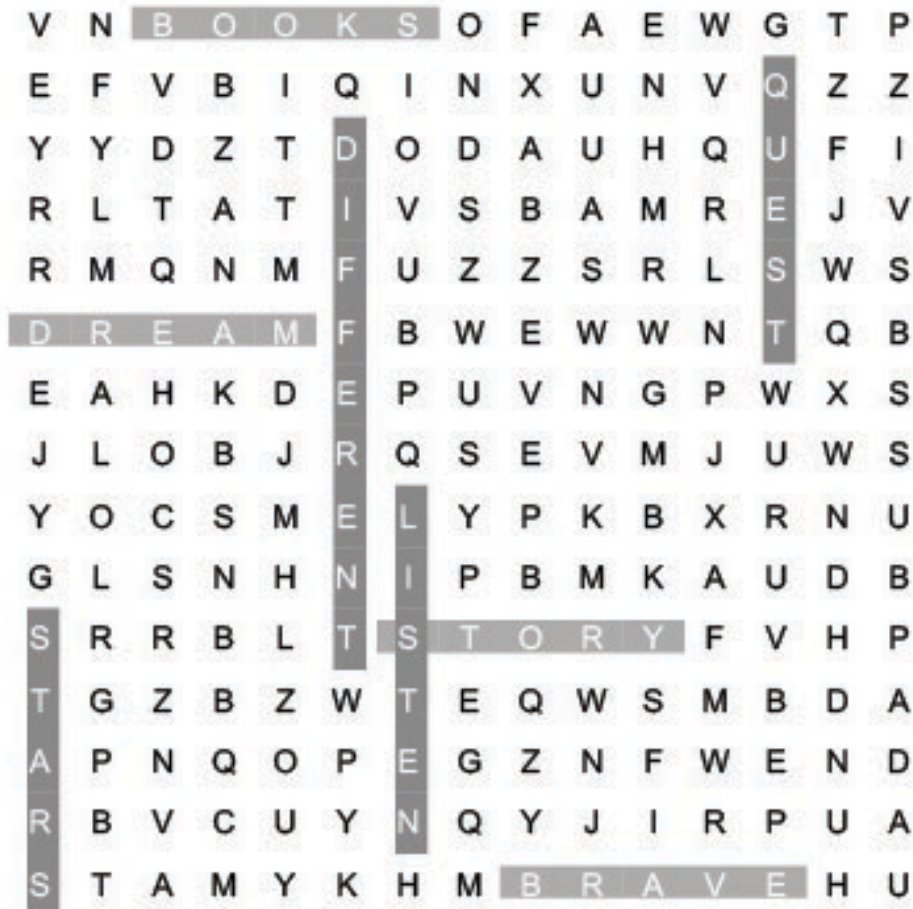 V N B O O K S O F A E W G T P
E F V B I Q I N X U N V Q Z Z
Y Y D Z T D O D A U H Q U F I
R L T A T I V S B A M R E J V
R M Q N M F U Z Z S R L S W S
D R E A M F B W E W W N T Q B
E A H K D E P U V N G P W X S
J L O B J R Q S E V M J U W S
Y O C S M E L Y P K B X R N U
G L S N H N I P B M K A U D B
S R R B L T S T O R Y F V H P
T G Z B Z W T E Q W S M B D A
A P N Q O P E G Z N F W E N D
R B V C U Y N Q Y J I R P U A
S T A M Y K H M B R A V E H U